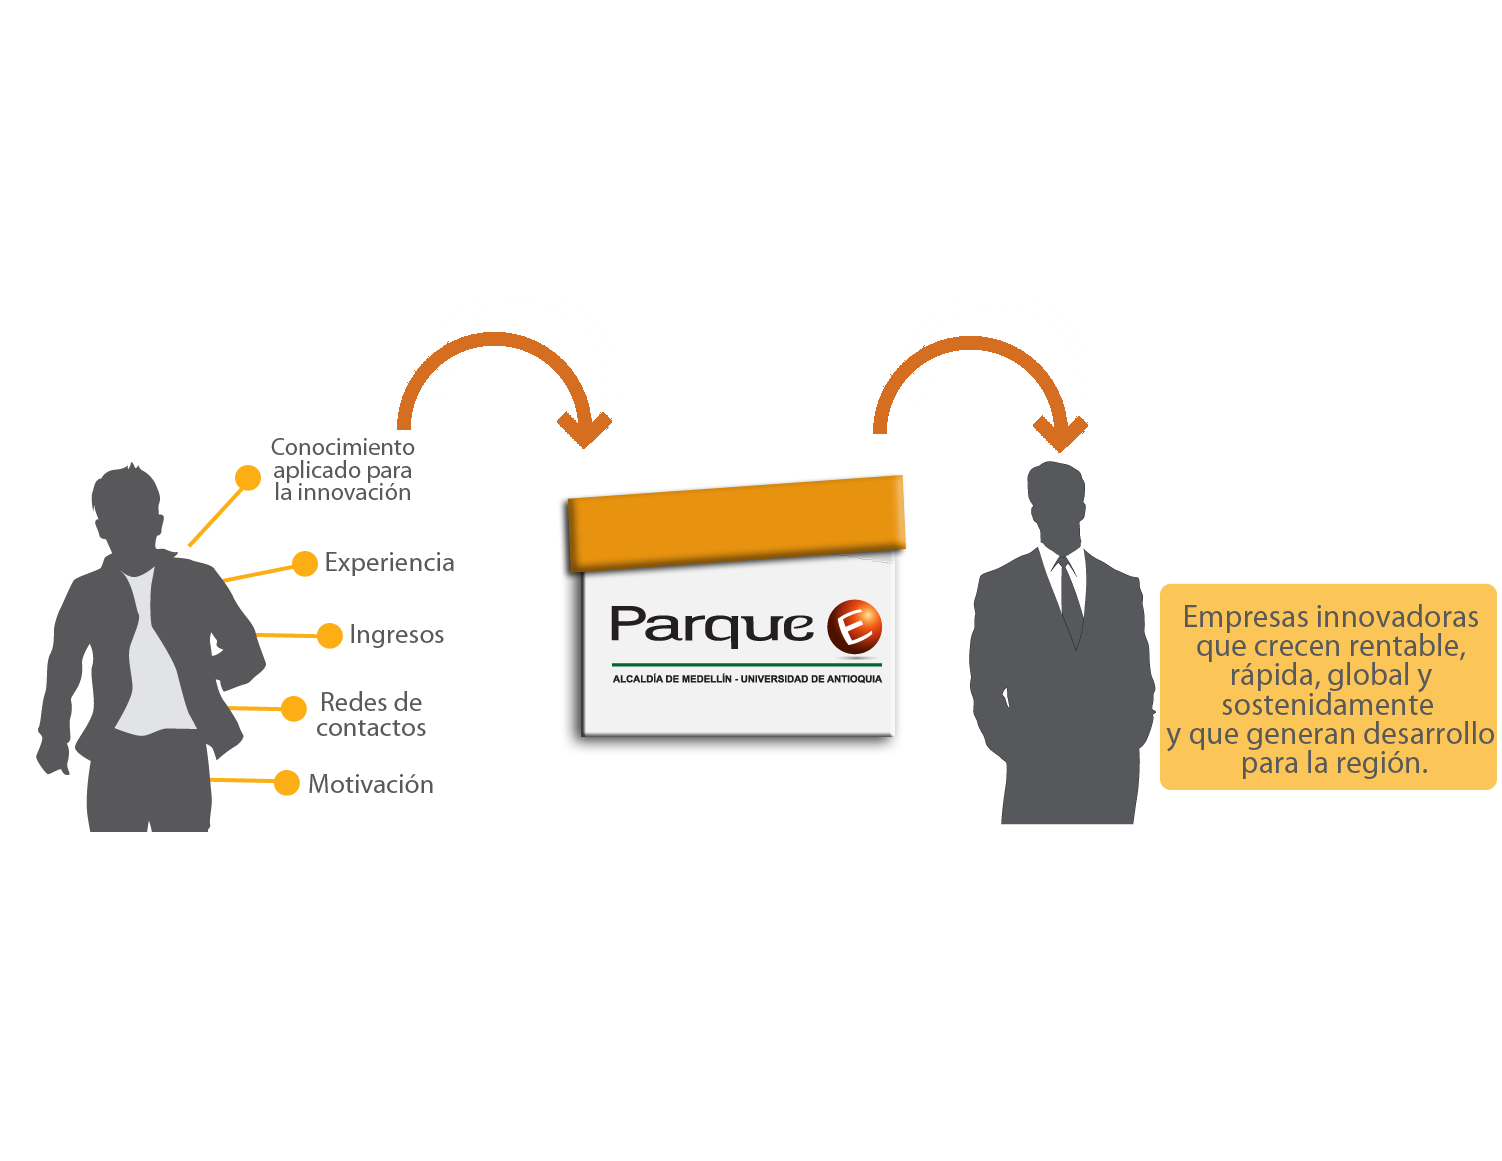 Conocimiento
aplicado para
la innovación
Experiencia
Ingresos
Redes de
contactos
Motivación
Parque E
ALCALDÍA DE MEDELLÍN - UNIVERSIDAD DE ANTIOQUIA
Empresas innovadoras
que crecen rentable,
rápida, global y
sostenidamente
y que generan desarrollo
para la región.